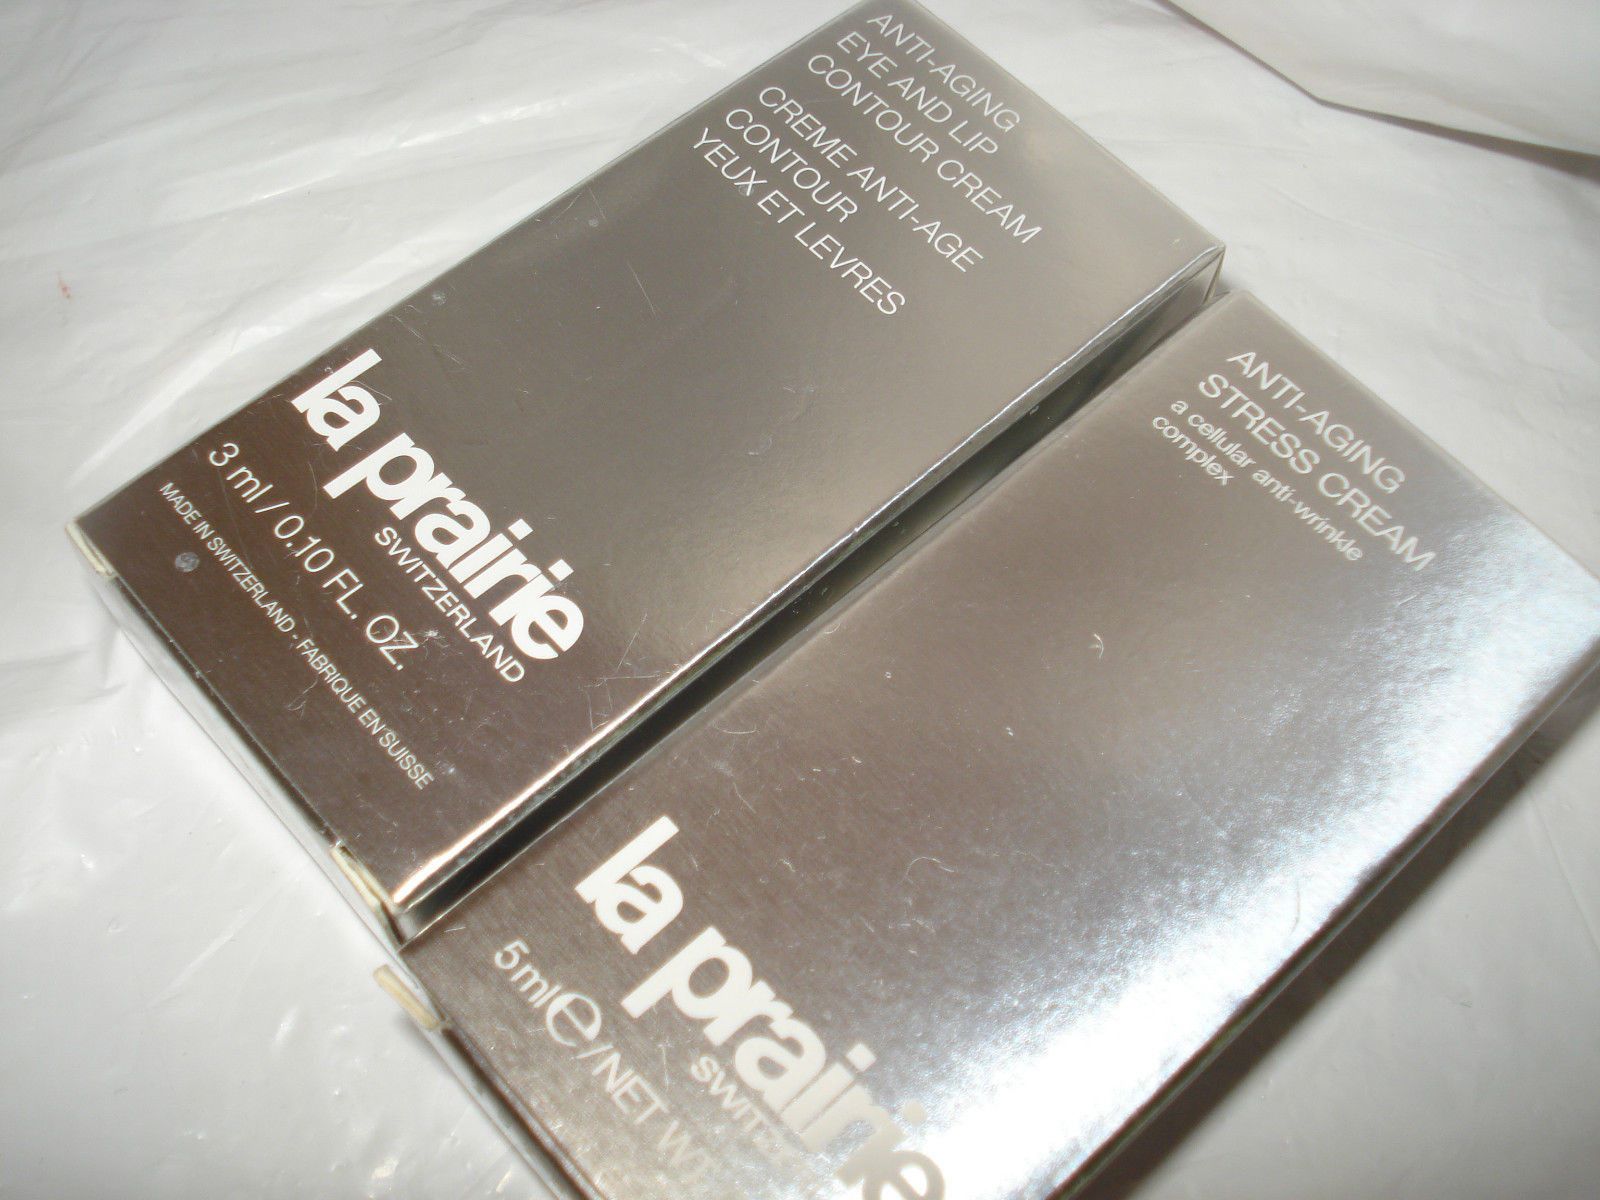 ANTI-AGING
EYE AND LIP
CONTOUR CREAM
CREME ANTI-AGE
CONTOUR
YEUX ET LEVRES
la prairie
SWITZERLAND
3 ml / 0.10 FL. OZ.
MADE IN SWITZERLAND - FABRIQUE EN SUISSE
ANTI-AGING
STRESS CREAM
a cellular anti-wrinkle
complex
la prairie
5ml℮/NET WT